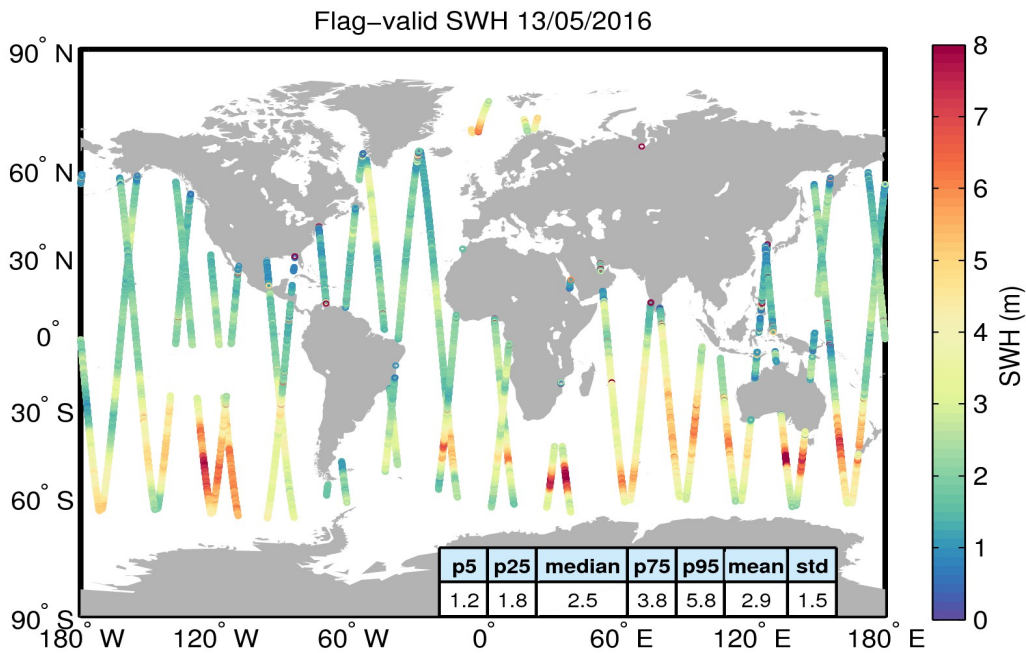 Flag−valid SWH 13/05/2016
90° N
60° N
30° N
0°
30° S
60° S
90° S
180° W
120° W
60° W
0°
60° E
120° E
180° E
p5 p25 median p75 p95 mean std
1.2 1.8 2.5 3.8 5.8 2.9 1.5
8
7
6
5
4
3
2
1
0
SWH (m)